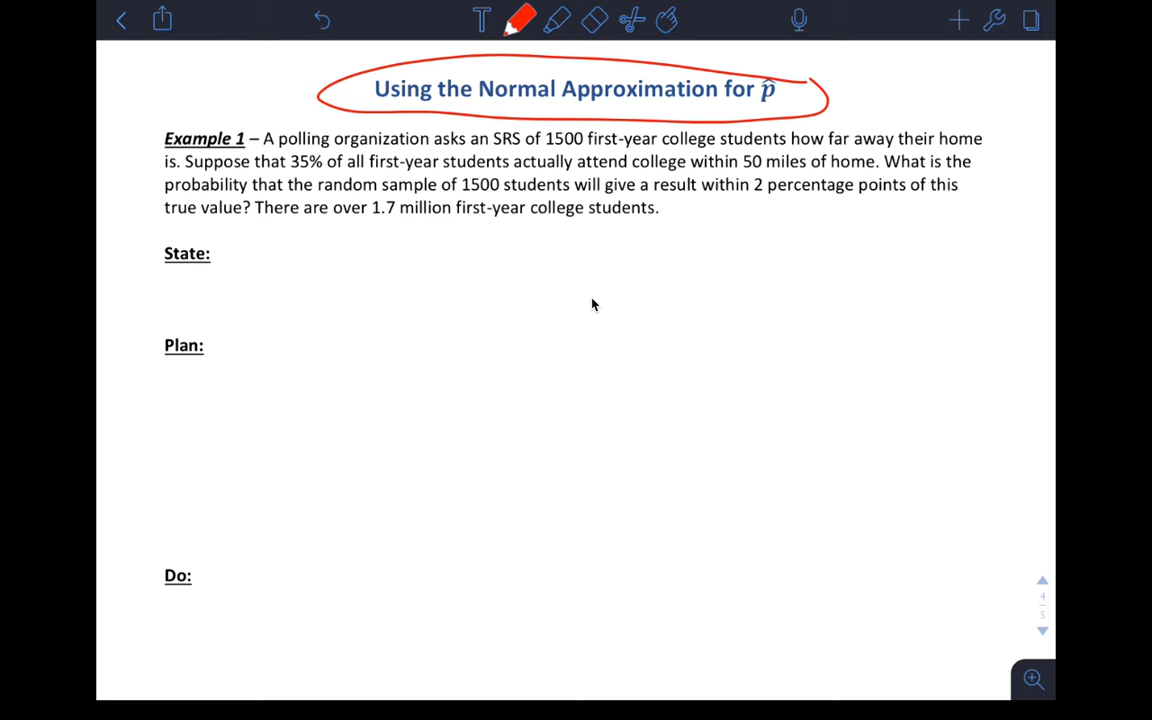 Using the Normal Approximation for p̂
Example 1 – A polling organization asks an SRS of 1500 first-year college students how far away their home
is. Suppose that 35% of all first-year students actually attend college within 50 miles of home. What is the
probability that the random sample of 1500 students will give a result within 2 percentage points of this
true value? There are over 1.7 million first-year college students.
State:
Plan:
Do:
4
5